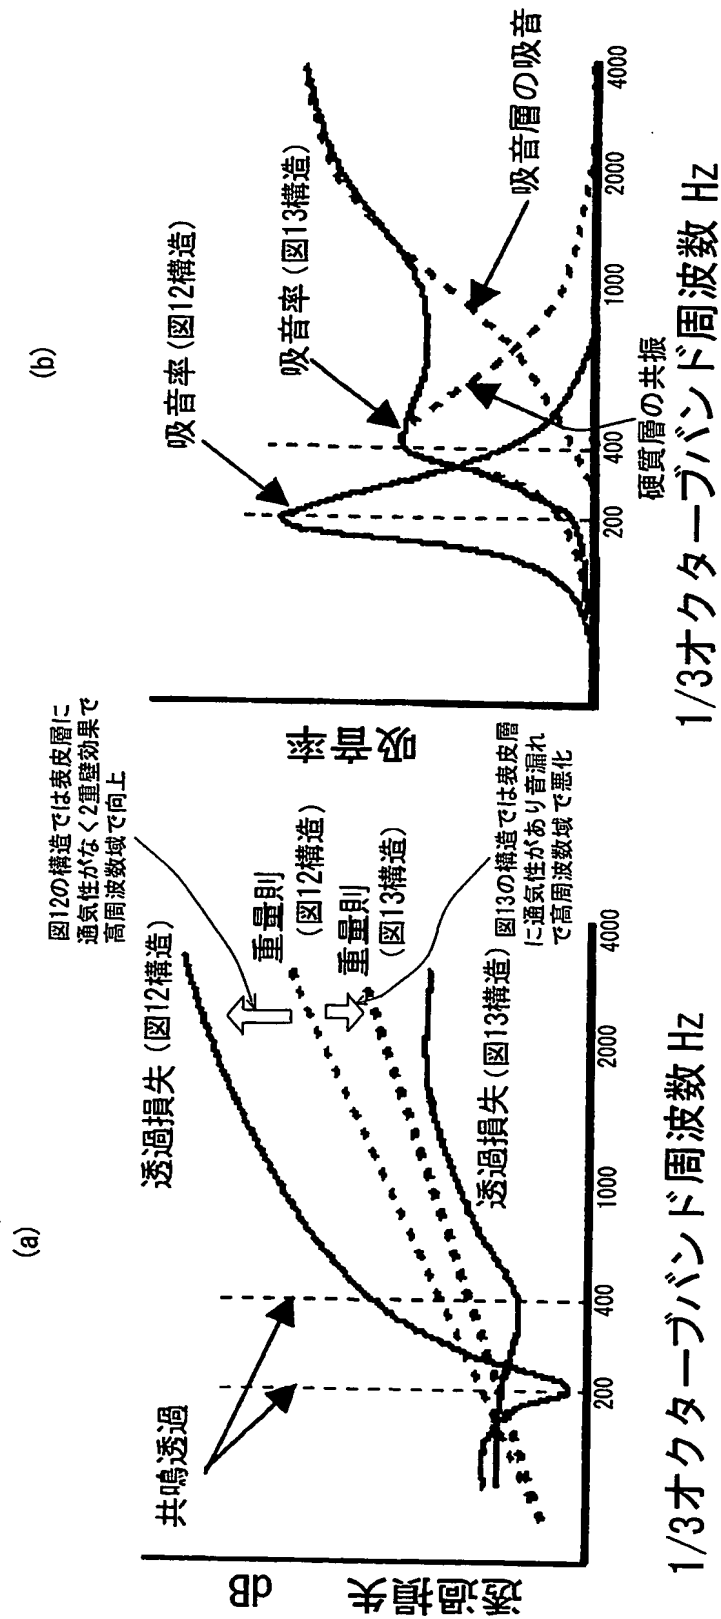 (a)
透過損失
dB
共鳴透過
透過損失(図12構造)
図12の構造では表皮層に
通気性がなく2重壁効果で
高周波数域で向上
重量則
(図12構造)
重量則
(図13構造)
透過損失(図13構造)
図13の構造では表皮層
に通気性があり音漏れ
で高周波数域で悪化
200
400
1000
2000
4000
1/3オクターブバンド周波数 Hz
(b)
吸音率
吸音率(図12構造)
吸音率(図13構造)
吸音層の吸音
硬質層の共振
200
400
1000
2000
4000
1/3オクターブバンド周波数 Hz